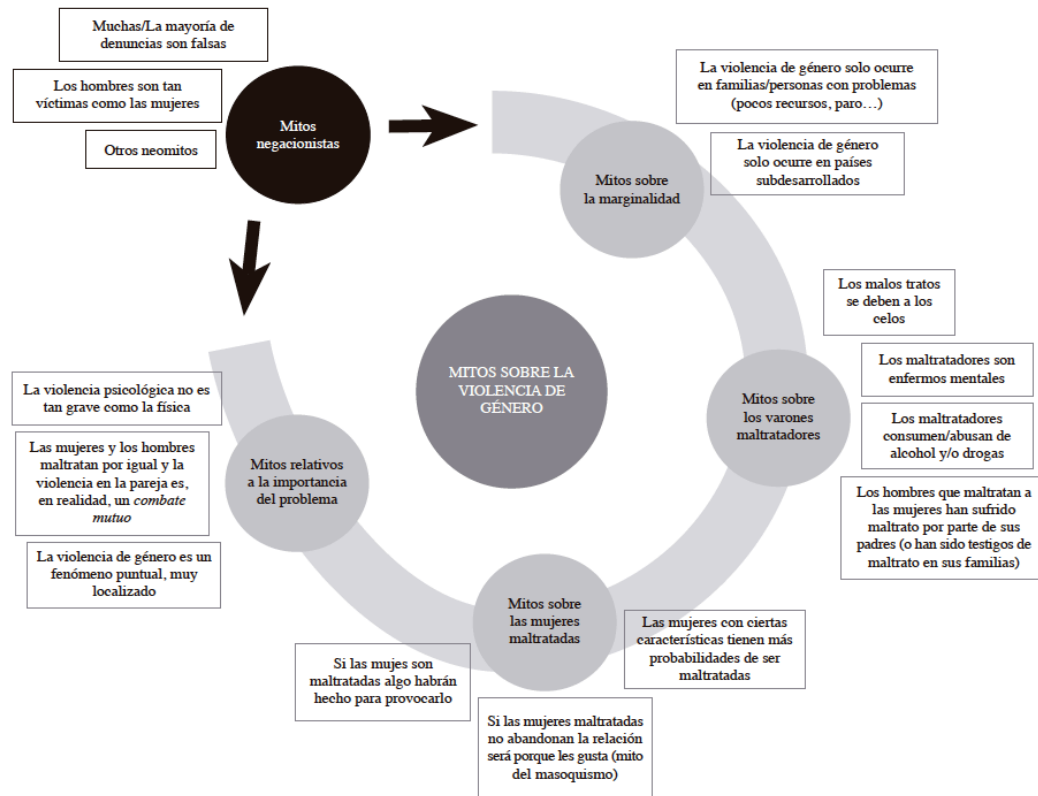 Muchas/La mayoría de
denuncias son falsas
Los hombres son tan
víctimas como las mujeres
Otros neomitos
Mitos
negacionistas
La violencia de género solo ocurre
en familias/personas con problemas
(pocos recursos, paro…)
La violencia de género
solo ocurre en países
subdesarrollados
Mitos sobre
la marginalidad
Los malos tratos
se deben a los
celos
Los maltratadores son
enfermos mentales
Los maltratadores
consumen/abusan de
alcohol y/o drogas
Los hombres que maltratan a
las mujeres han sufrido
maltrato por parte de sus
padres (o han sido testigos de
maltrato en sus familias)
Mitos sobre
los varones
maltratadores
MITOS SOBRE LA
VIOLENCIA DE
GÉNERO
La violencia psicológica no es
tan grave como la física
Las mujeres y los hombres
maltratan por igual y la
violencia en la pareja es,
en realidad, un combate
mutuo
La violencia de género es un
fenómeno puntual, muy
localizado
Mitos relativos
a la importancia
del problema
Mitos sobre
las mujeres
maltratadas
Las mujeres con ciertas
características tienen más
probabilidades de ser
maltratadas
Si las mujes son
maltratadas algo habrán
hecho para provocarlo
Si las mujeres maltratadas
no abandonan la relación
será porque les gusta (mito
del masoquismo)